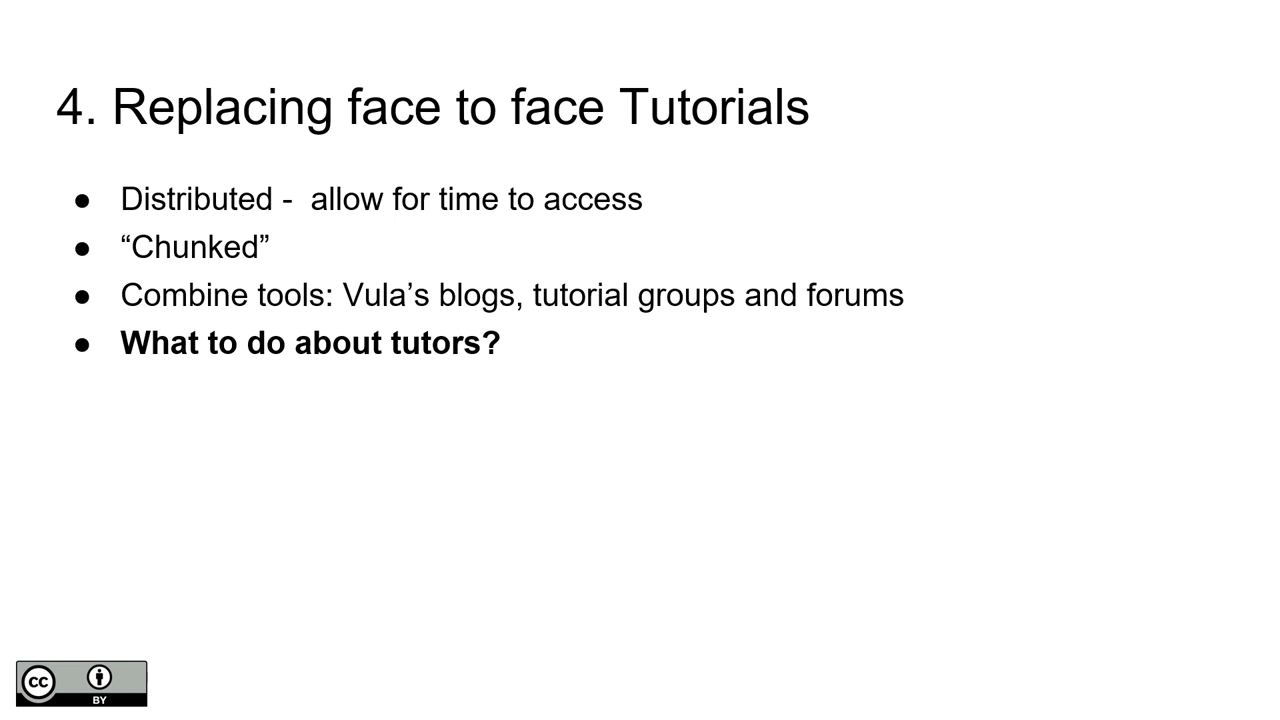 4. Replacing face to face Tutorials
● Distributed -  allow for time to access
● “Chunked”
● Combine tools: Vula’s blogs, tutorial groups and forums
● What to do about tutors?
cc
BY